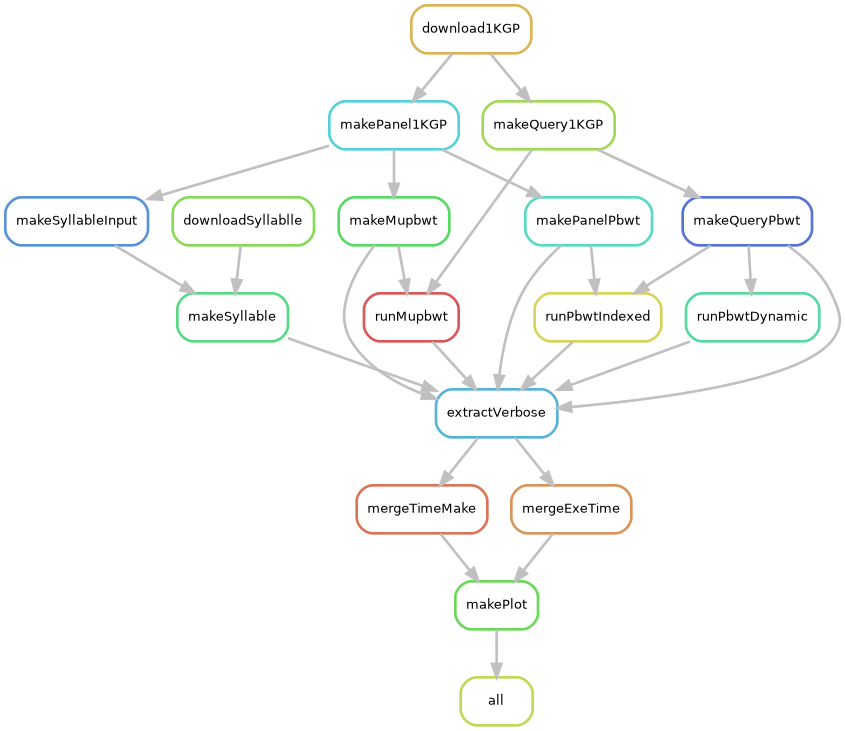 download1KGP
makePanel1KGP
makeQuery1KGP
makeSyllableInput
downloadSyllablle
makeMupbwt
makePanelPbwt
makeQueryPbwt
makeSyllable
runMupbwt
runPbwtIndexed
runPbwtDynamic
extractVerbose
mergeTimeMake
mergeExeTime
makePlot
all